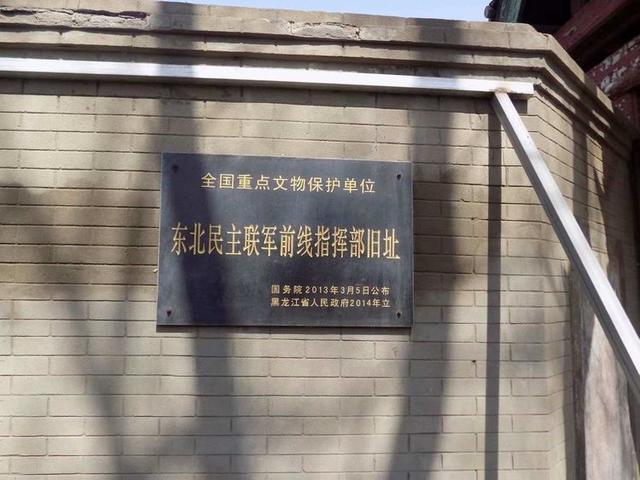 全国重点文物保护单位
东北民主联军前线指挥部旧址
国务院2013年3月5日公布
黑龙江省人民政府2014年立